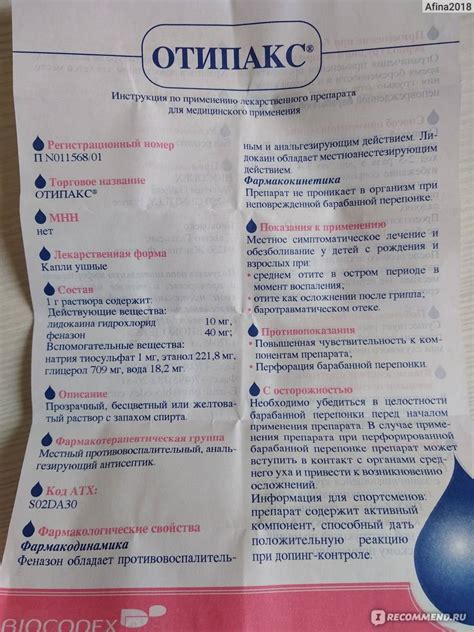 Afina2018
ОТИПАКС®
Инструкция по применению лекарственного препарата
для медицинского применения
Регистрационный номер
П N011568/01
Торговое название
ОТИПАКС®
МНН
нет
Лекарственная форма
Капли ушные
Состав
1 г раствора содержит:
Действующие вещества:
лидокаина гидрохлорид 10 мг,
феназон 40 мг;
Вспомогательные вещества:
натрия тиосульфат 1 мг, этанол 221,8 мг,
глицерол 709 мг, вода 18,2 мг.
Описание
Прозрачный, бесцветный или желтоватый
раствор с запахом спирта.
Фармакотерапевтическая группа
Местный противовоспалительный, анальгезирующий
антисептик.
Код АТХ:
S02DA30
Фармакологические свойства
Фармакодинамика
Феназон обладает противовоспалитель-
ным и анальгезирующим действием. Ли-
докаин обладает местноанестезирующим
действием.
Фармакокинетика
Препарат не проникает в организм при
неповрежденной барабанной перепонке.
Показания к применению
Местное симптоматическое лечение и
обезболивание у детей с рождения и
взрослых при:
• среднем отите в остром периоде в
момент воспаления;
• отите как осложнении после гриппа;
• баротравматическом отеке.
Противопоказания
• Повышенная чувствительность к ком-
понентам препарата;
• Перфорация барабанной перепонки.
С осторожностью
Необходимо убедиться в целостности
барабанной перепонки перед началом
применения препарата. В случае приме-
нения препарата при перфорированной
барабанной перепонке препарат может
вступить в контакт с органами средне-
го уха и привести к возникновению
осложнений.
Информация для спортсменов:
препарат содержит активный
компонент, способный дать
положительную реакцию
при допинг-контроле.
BIOCODEX
IRECOMMEND.RU